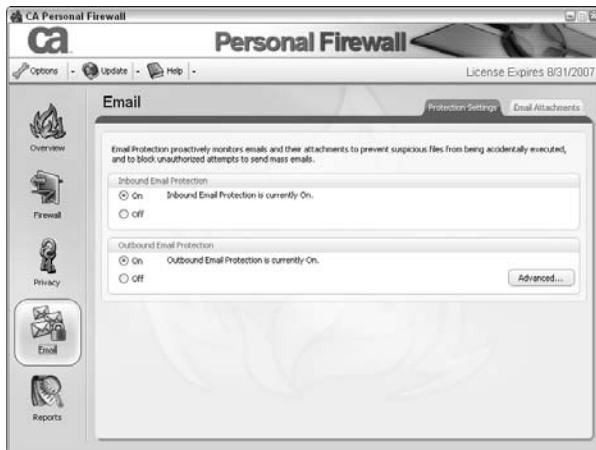 CA Personal Firewall
ca
Personal Firewall
Options
Update
Help
License Expires 8/31/2007
Overview
Firewall
Privacy
Email
Reports
Email
Protection Settings
Email Attachments
Email Protection proactively monitors emails and their attachments to prevent suspicious files from being accidentally executed,
and to block unauthorized attempts to send mass emails.
Inbound Email Protection
On Inbound Email Protection is currently On.
Off
Outbound Email Protection
On Outbound Email Protection is currently On.
Off
Advanced...